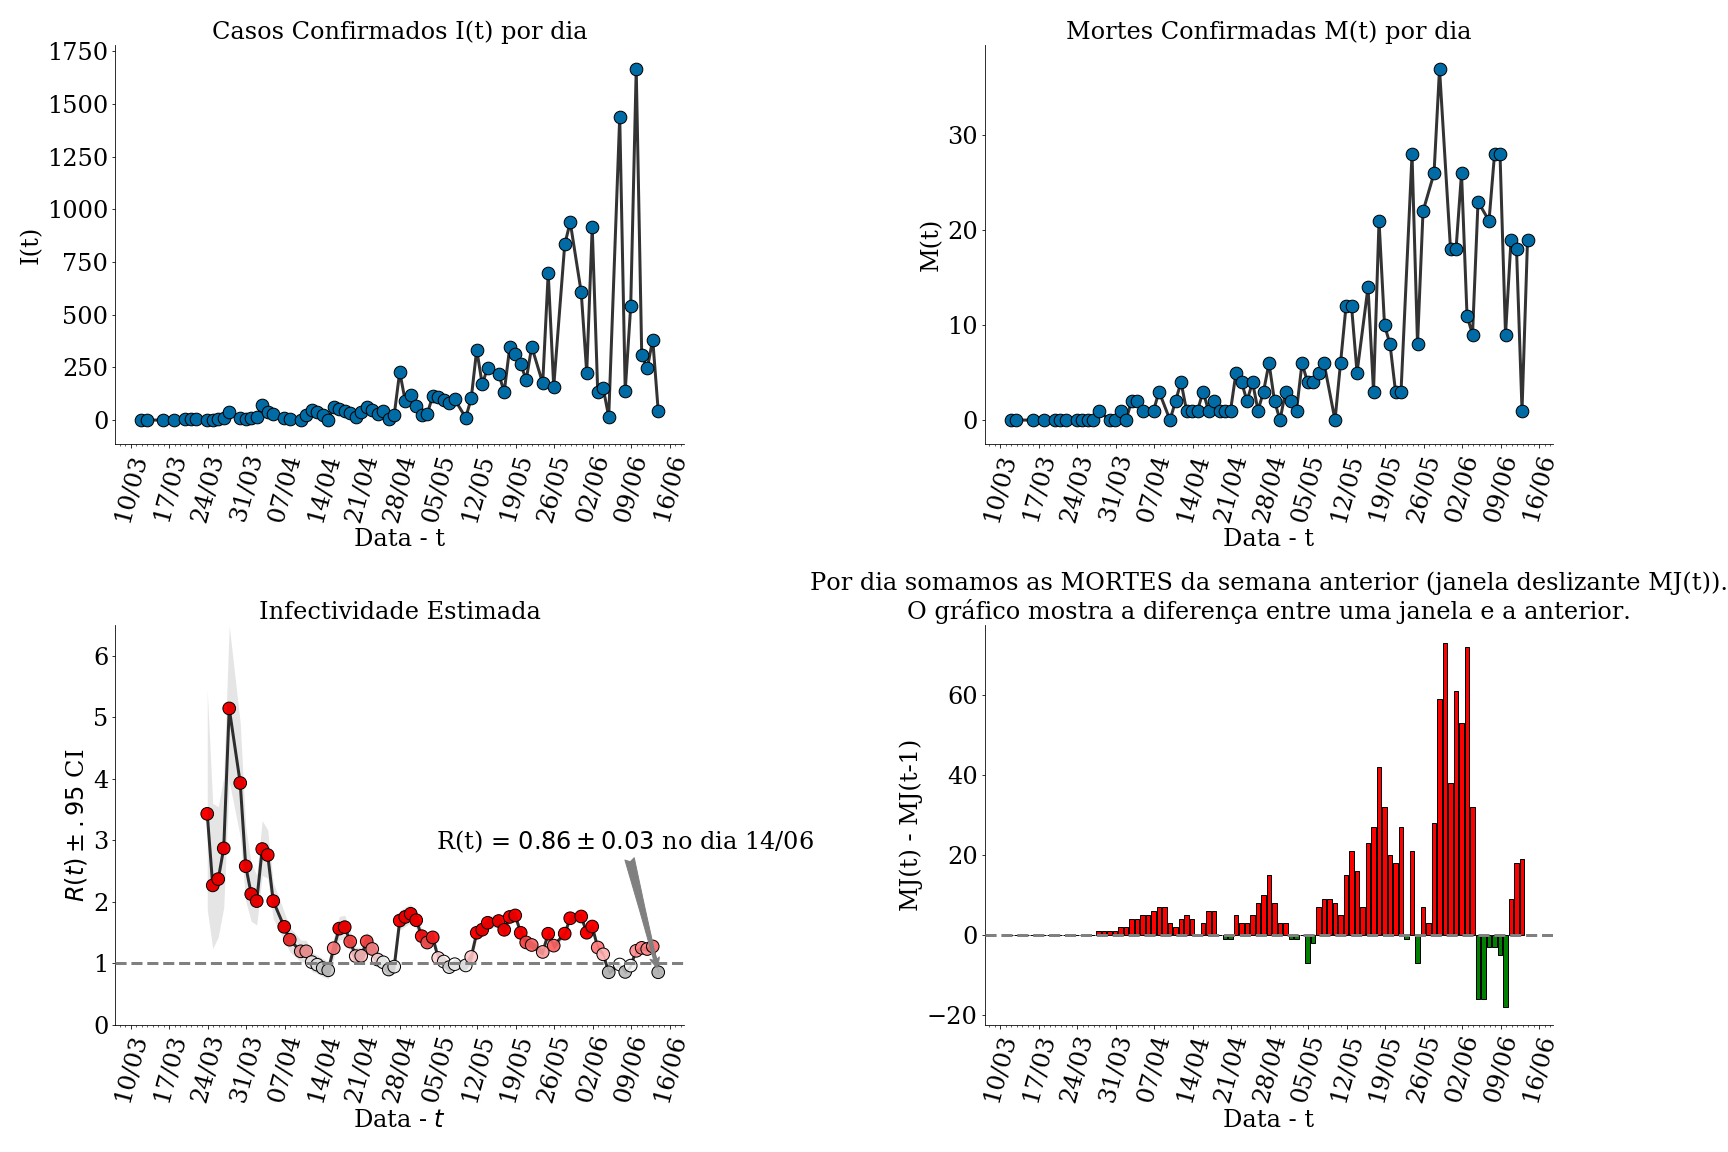 Casos Confirmados I(t) por dia
1750
1500
1250
1000
750
500
250
0
I(t)
10/03 17/03 24/03 31/03 07/04 14/04 21/04 28/04 05/05 12/05 19/05 26/05 02/06 09/06 16/06
Data - t
Mortes Confirmadas M(t) por dia
30
20
10
0
M(t)
10/03 17/03 24/03 31/03 07/04 14/04 21/04 28/04 05/05 12/05 19/05 26/05 02/06 09/06 16/06
Data - t
Infectividade Estimada
6
5
4
3
2
1
0
R(t) ± .95 CI
R(t) = 0.86 ± 0.03 no dia 14/06
10/03 17/03 24/03 31/03 07/04 14/04 21/04 28/04 05/05 12/05 19/05 26/05 02/06 09/06 16/06
Data - t
Por dia somamos as MORTES da semana anterior (janela deslizante MJ(t)).
O gráfico mostra a diferença entre uma janela e a anterior.
60
40
20
0
−20
MJ(t) - MJ(t-1)
10/03 17/03 24/03 31/03 07/04 14/04 21/04 28/04 05/05 12/05 19/05 26/05 02/06 09/06 16/06
Data - t